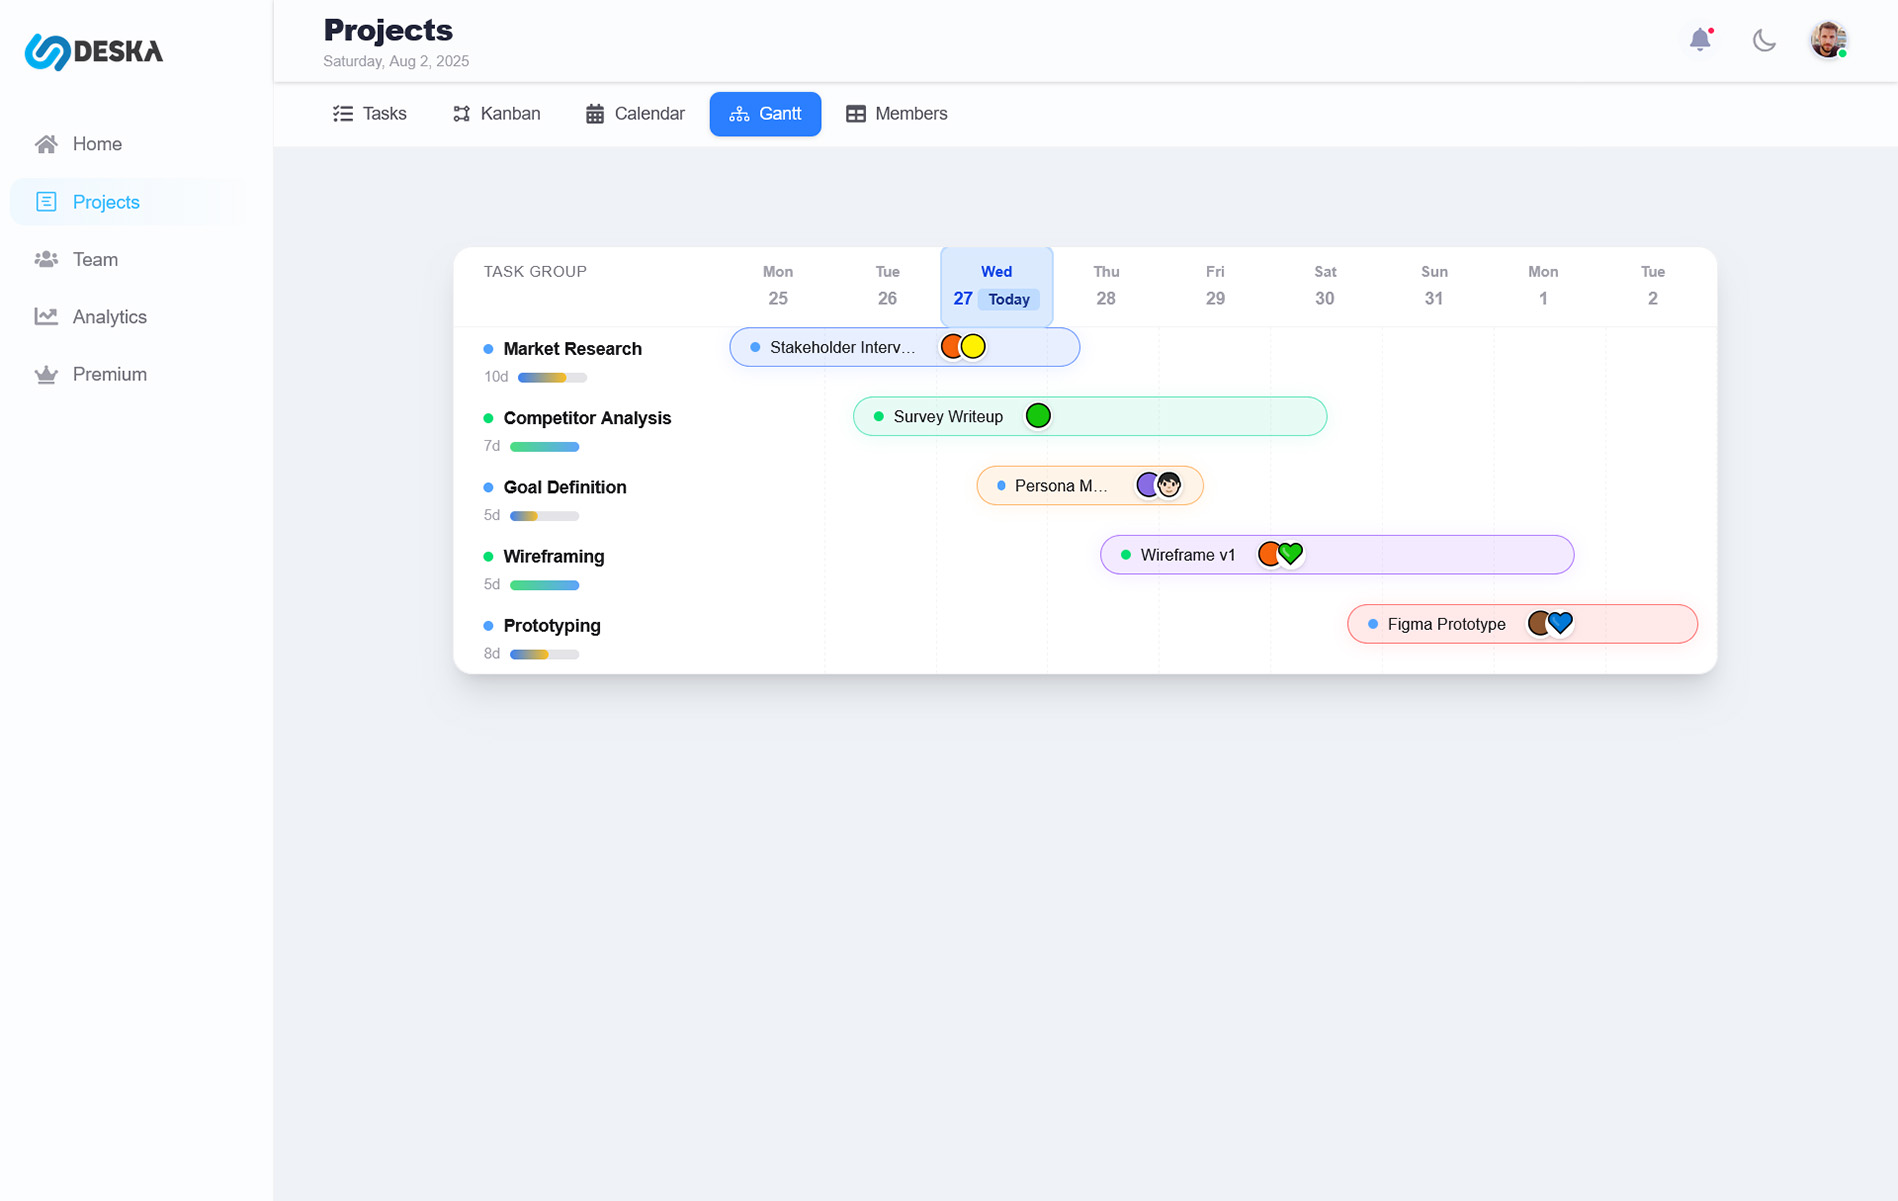 DESKA
Home
Projects
Team
Analytics
Premium
Projects
Saturday, Aug 2, 2025
Tasks
Kanban
Calendar
Gantt
Members
TASK GROUP
Mon
25
Tue
26
Wed
27 Today
Thu
28
Fri
29
Sat
30
Sun
31
Mon
1
Tue
2
Market Research
10d
Stakeholder Interv...
Competitor Analysis
7d
Survey Writeup
Goal Definition
5d
Persona M...
Wireframing
5d
Wireframe v1
Prototyping
8d
Figma Prototype